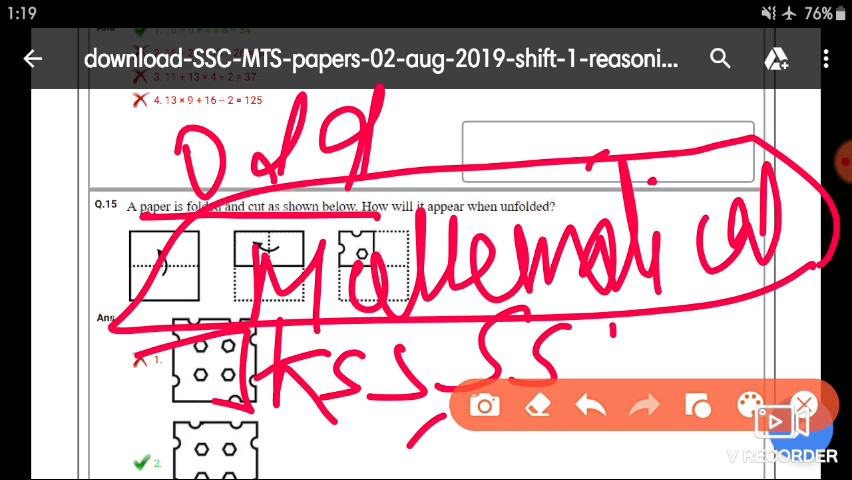 1:19 76%
download-SSC-MTS-papers-02-aug-2019-shift-1-reasoni...
3. 11 + 13 × 4 ÷ 2 = 37
4. 13 × 9 + 16 ÷ 2 = 125
Q.15 A paper is folded and cut as shown below. How will it appear when unfolded?
Mathematical
Ans
1.
2.
V RECORDER